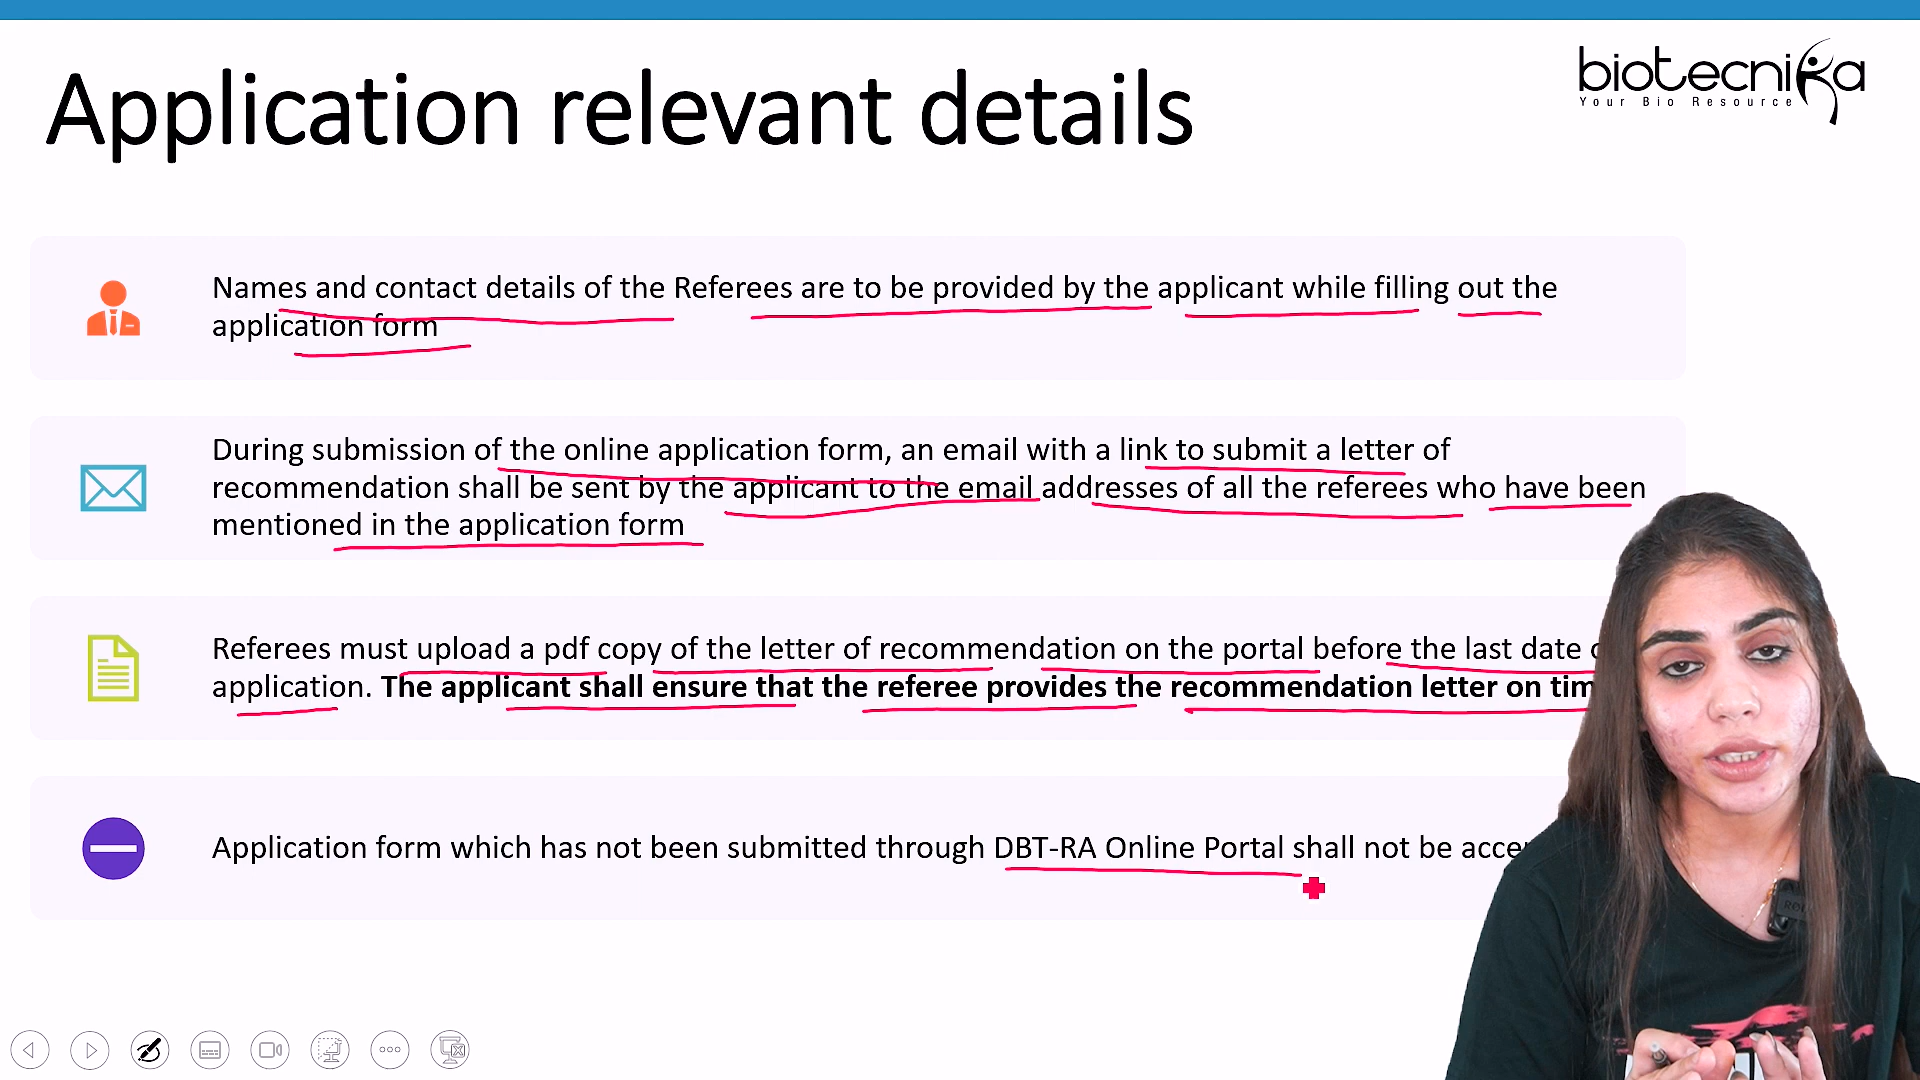 Application relevant details
biotecnika
Your Bio Resource
Names and contact details of the Referees are to be provided by the applicant while filling out the
application form
During submission of the online application form, an email with a link to submit a letter of
recommendation shall be sent by the applicant to the email addresses of all the referees who have been
mentioned in the application form
Referees must upload a pdf copy of the letter of recommendation on the portal before the last date
application. The applicant shall ensure that the referee provides the recommendation letter on
Application form which has not been submitted through DBT-RA Online Portal shall not be